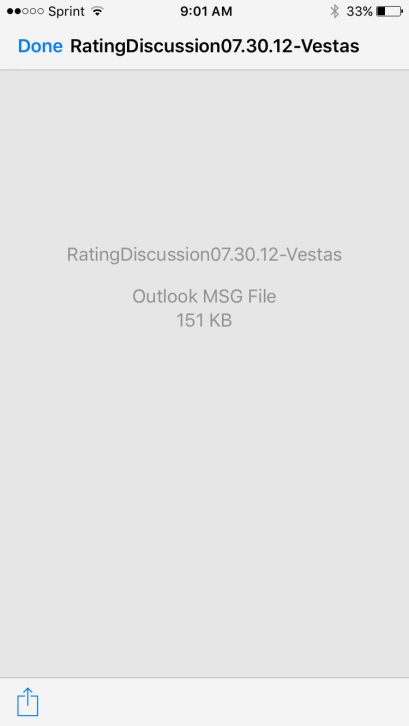 Sprint 9:01 AM 33%
Done RatingDiscussion07.30.12-Vestas
RatingDiscussion07.30.12-Vestas
Outlook MSG File
151 KB